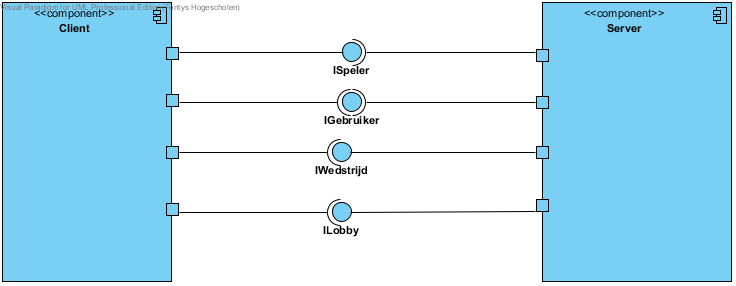 Visual Paradigm for UML Professional Edition(Fontys Hogescholen)
<<component>>
Client
<<component>>
Server
ISpeler
IGebruiker
IWedstrijd
ILobby